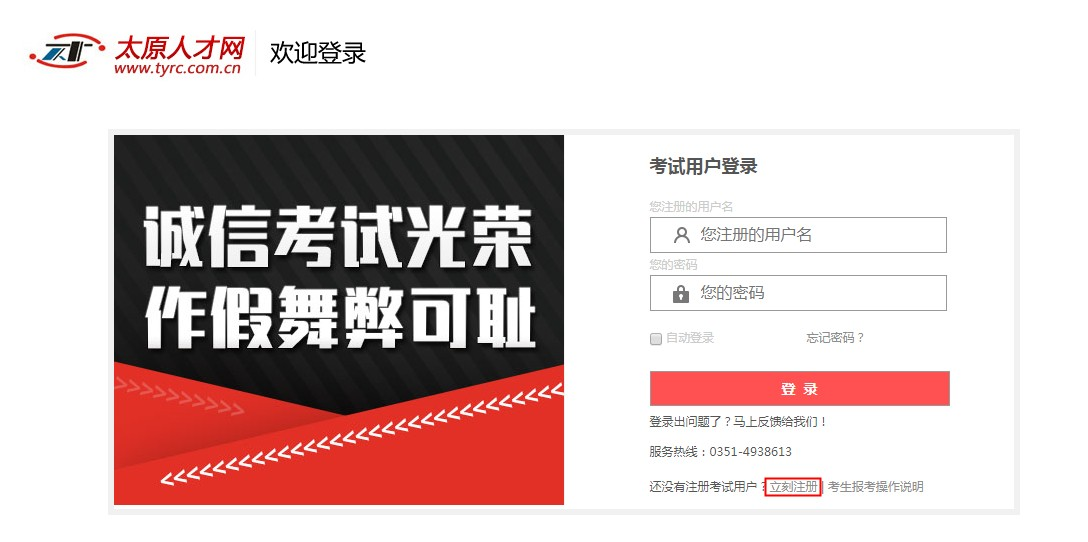 太原人才网 欢迎登录
www.tyrc.com.cn
诚信考试光荣
作假舞弊可耻
考试用户登录
您注册的用户名
您注册的用户名
您的密码
您的密码
自动登录 忘记密码？
登 录
登录出问题了？马上反馈给我们！
服务热线：0351-4938613
还没有注册考试用户？立刻注册| 考生报考操作说明